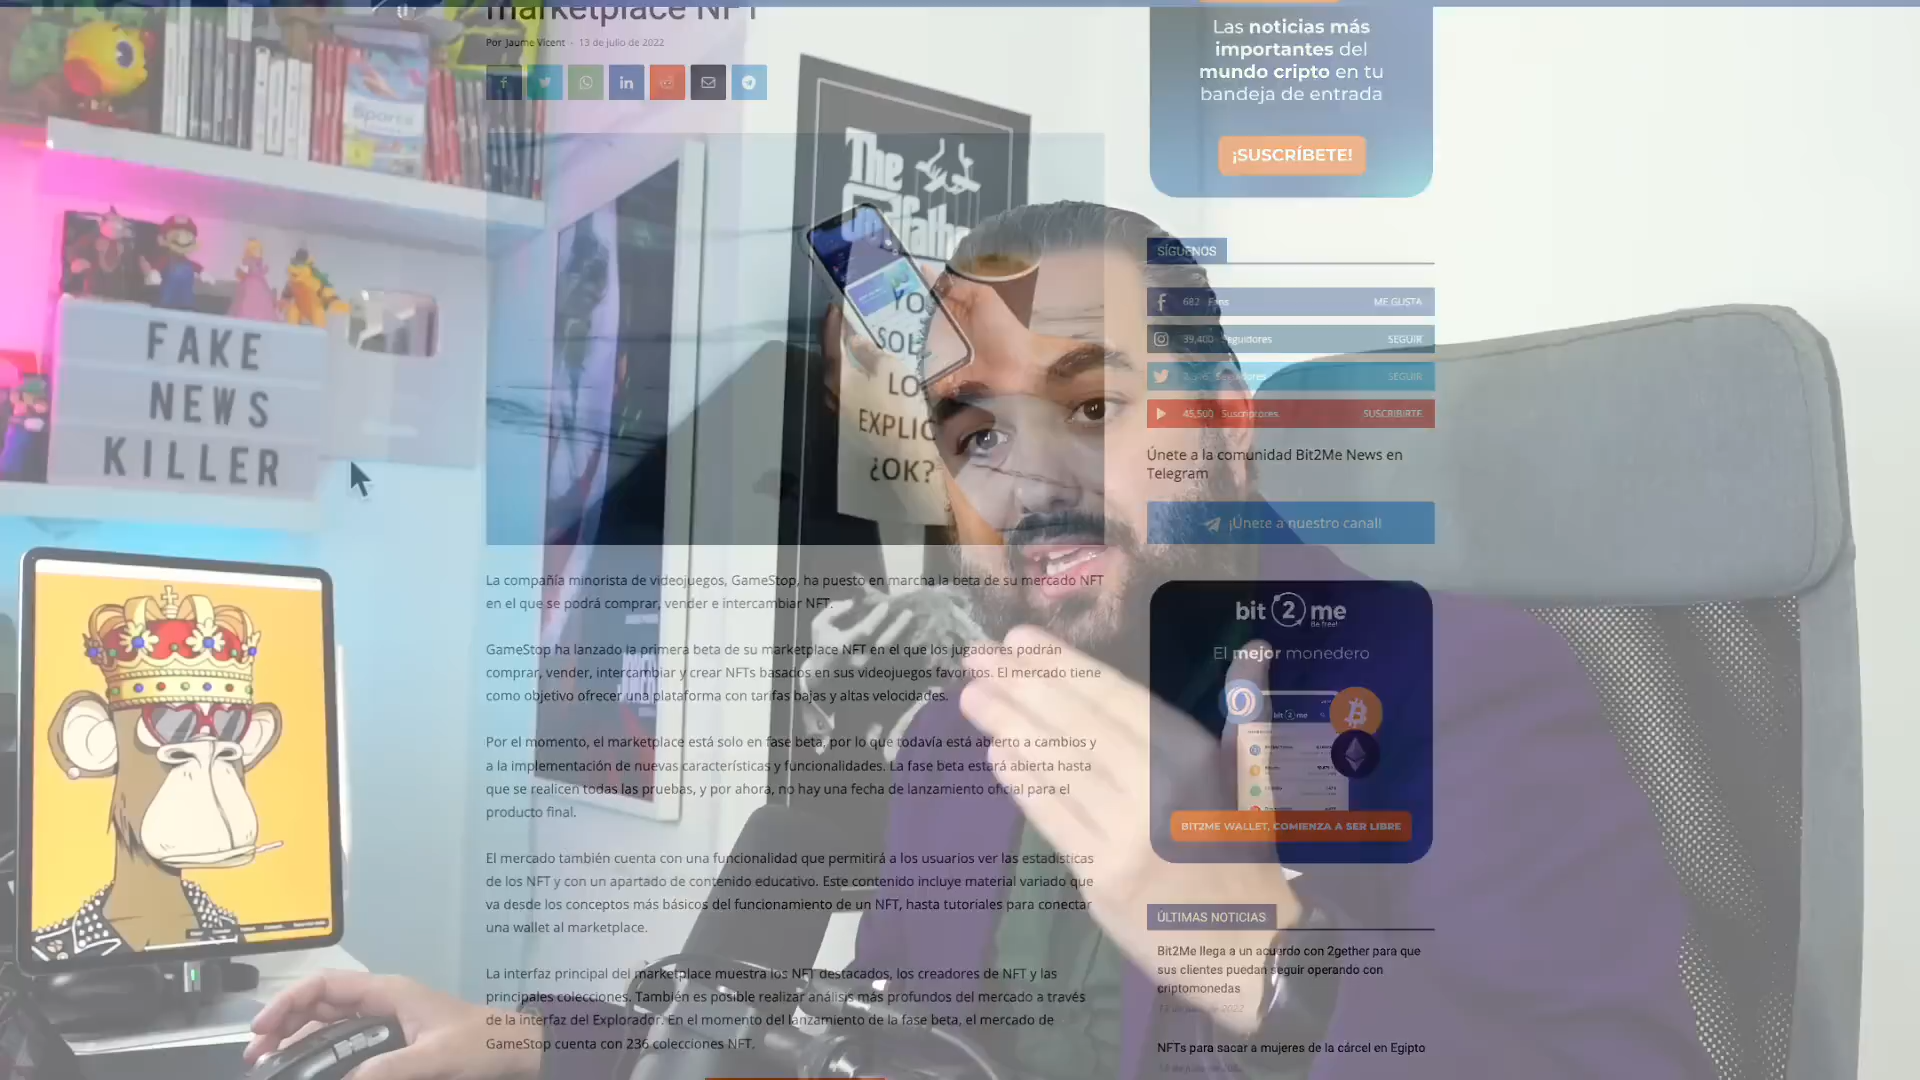 marketplace NFT
Por Jaume Vicent - 13 de julio de 2022
Las noticias más
importantes del
mundo cripto en tu
bandeja de entrada
¡SUSCRÍBETE!
The
FAKE
NEWS
KILLER
YO
SOL
LO
EXPLIC
¿OK?
SÍGUENOS
682 Fans ME GUSTA
39,400 Seguidores SEGUIR
Seguidores SEGUIR
45,500 Suscriptores SUSCRIBIRTE
Únete a la comunidad Bit2Me News en
Telegram
¡Únete a nuestro canal!
La compañía minorista de videojuegos, GameStop, ha puesto en marcha la beta de su mercado NFT
en el que se podrá comprar, vender e intercambiar NFT.
GameStop ha lanzado la primera beta de su marketplace NFT en el que los jugadores podrán
comprar, vender, intercambiar y crear NFTs basados en sus videojuegos favoritos. El mercado tiene
como objetivo ofrecer una plataforma con tarifas bajas y altas velocidades.
Por el momento, el marketplace está solo en fase beta, por lo que todavía está abierto a cambios y
a la implementación de nuevas características y funcionalidades. La fase beta estará abierta hasta
que se realicen todas las pruebas, y por ahora, no hay una fecha de lanzamiento oficial para el
producto final.
El mercado también cuenta con una funcionalidad que permitirá a los usuarios ver las estadísticas
de los NFT y con un apartado de contenido educativo. Este contenido incluye material variado que
va desde los conceptos más básicos del funcionamiento de un NFT, hasta tutoriales para conectar
una wallet al marketplace.
La interfaz principal del marketplace muestra los NFT destacados, los creadores de NFT y las
principales colecciones. También es posible realizar análisis más profundos del mercado a través
de la interfaz del Explorador. En el momento del lanzamiento de la fase beta, el mercado de
GameStop cuenta con 236 colecciones NFT.
bit2me
be free!
El mejor monedero
bit2me
BIT2ME WALLET, COMIENZA A SER LIBRE
ÚLTIMAS NOTICIAS
Bit2Me llega a un acuerdo con 2gether para que
sus clientes puedan seguir operando con
criptomonedas
NFTs para sacar a mujeres de la cárcel en Egipto